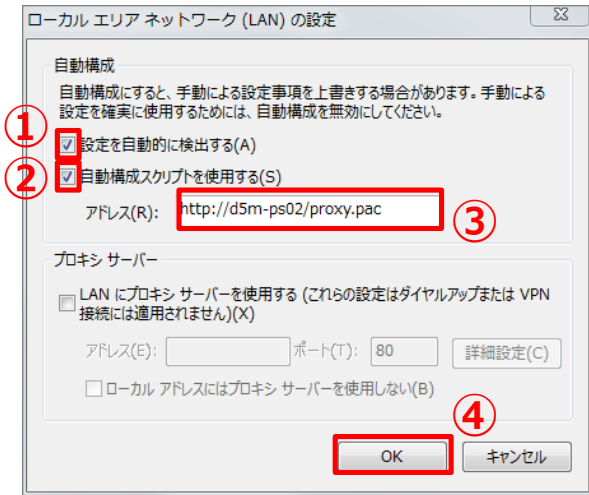 ローカル エリア ネットワーク (LAN) の設定
自動構成
自動構成にすると、手動による設定事項を上書きする場合があります。手動による
設定を確実に使用するためには、自動構成を無効にしてください。
① 設定を自動的に検出する(A)
② 自動構成スクリプトを使用する(S)
アドレス(R): http://d5m-ps02/proxy.pac ③
プロキシ サーバー
LAN にプロキシ サーバーを使用する (これらの設定はダイヤルアップまたは VPN
接続には適用されません)(X)
アドレス(E): ポート(T): 80 詳細設定(C)
ローカル アドレスにはプロキシ サーバーを使用しない(B)
④
OK キャンセル